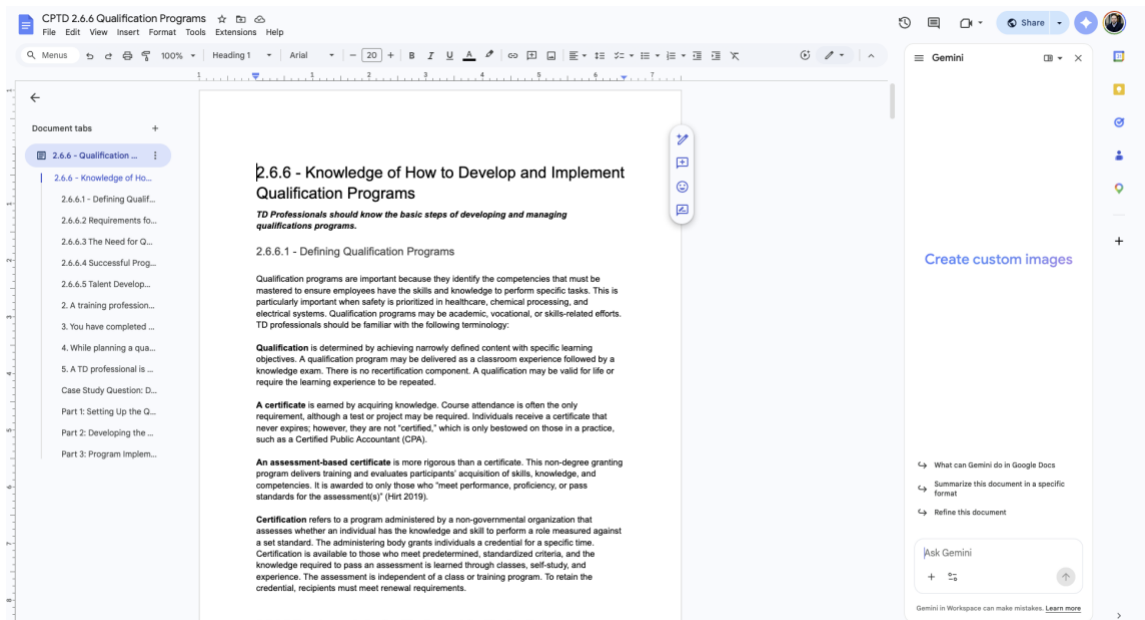 CPTD 2.6.6 Qualification Programs
File Edit View Insert Format Tools Extensions Help
Share
Menus
100%
Heading 1
Arial
20
B I U A
1 1 2 3 4 5 6 7
Document tabs
2.6.6 - Qualification ...
2.6.6 - Knowledge of Ho...
2.6.6.1 - Defining Qualif...
2.6.6.2 Requirements fo...
2.6.6.3 The Need for Q...
2.6.6.4 Successful Prog...
2.6.6.5 Talent Develop...
2. A training profession...
3. You have completed ...
4. While planning a qua...
5. A TD professional is ...
Case Study Question: D...
Part 1: Setting Up the Q...
Part 2: Developing the ...
Part 3: Program Implem...
2.6.6 - Knowledge of How to Develop and Implement
Qualification Programs
TD Professionals should know the basic steps of developing and managing
qualifications programs.
2.6.6.1 - Defining Qualification Programs
Qualification programs are important because they identify the competencies that must be
mastered to ensure employees have the skills and knowledge to perform specific tasks. This is
particularly important when safety is prioritized in healthcare, chemical processing, and
electrical systems. Qualification programs may be academic, vocational, or skills-related efforts.
TD professionals should be familiar with the following terminology:
Qualification is determined by achieving narrowly defined content with specific learning
objectives. A qualification program may be delivered as a classroom experience followed by a
knowledge exam. There is no recertification component. A qualification may be valid for life or
require the learning experience to be repeated.
A certificate is earned by acquiring knowledge. Course attendance is often the only
requirement, although a test or project may be required. Individuals receive a certificate that
never expires; however, they are not "certified," which is only bestowed on those in a practice,
such as a Certified Public Accountant (CPA).
An assessment-based certificate is more rigorous than a certificate. This non-degree granting
program delivers training and evaluates participants' acquisition of skills, knowledge, and
competencies. It is awarded to only those who "meet performance, proficiency, or pass
standards for the assessment(s)" (Hirt 2019).
Certification refers to a program administered by a non-governmental organization that
assesses whether an individual has the knowledge and skill to perform a role measured against
a set standard. The administering body grants individuals a credential for a specific time.
Certification is available to those who meet predetermined, standardized criteria, and the
knowledge required to pass an assessment is learned through classes, self-study, and
experience. The assessment is independent of a class or training program. To retain the
credential, recipients must meet renewal requirements.
Gemini
Create custom images
What can Gemini do in Google Docs
Summarize this document in a specific
format
Refine this document
Ask Gemini
Gemini in Workspace can make mistakes. Learn more